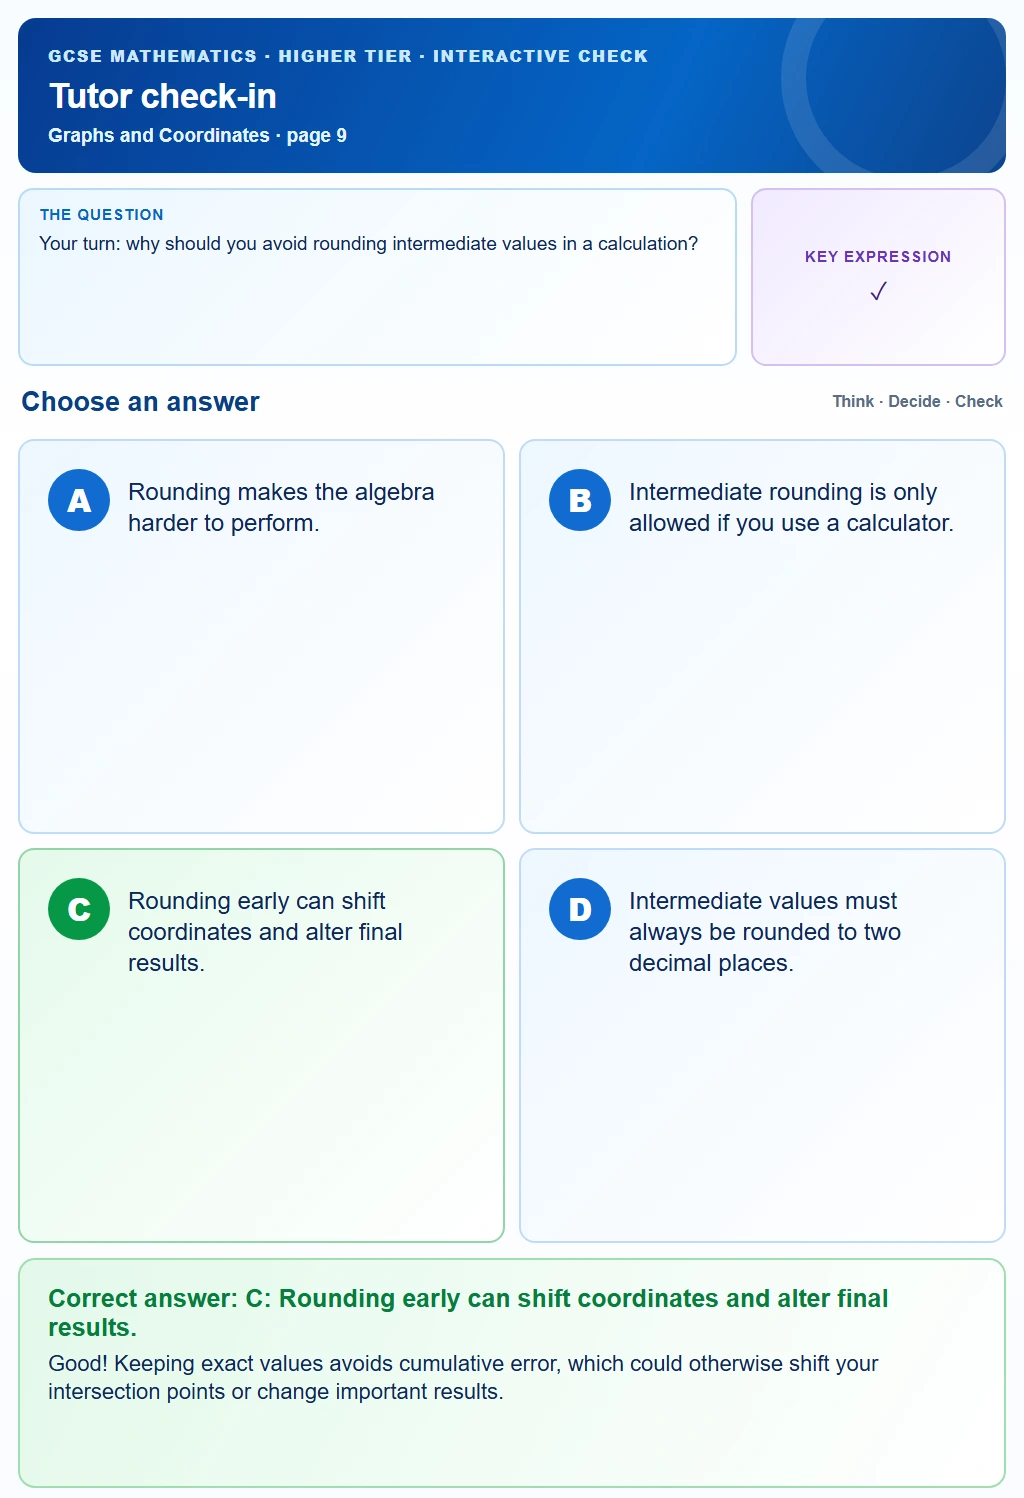 GCSE MATHEMATICS · HIGHER TIER · INTERACTIVE CHECK
Tutor check-in
Graphs and Coordinates · page 9
THE QUESTION
Your turn: why should you avoid rounding intermediate values in a calculation?
KEY EXPRESSION
✓
Choose an answer
Think · Decide · Check
A
Rounding makes the algebra
harder to perform.
B
Intermediate rounding is only
allowed if you use a calculator.
C
Rounding early can shift
coordinates and alter final
results.
D
Intermediate values must
always be rounded to two
decimal places.
Correct answer: C: Rounding early can shift coordinates and alter final
results.
Good! Keeping exact values avoids cumulative error, which could otherwise shift your
intersection points or change important results.